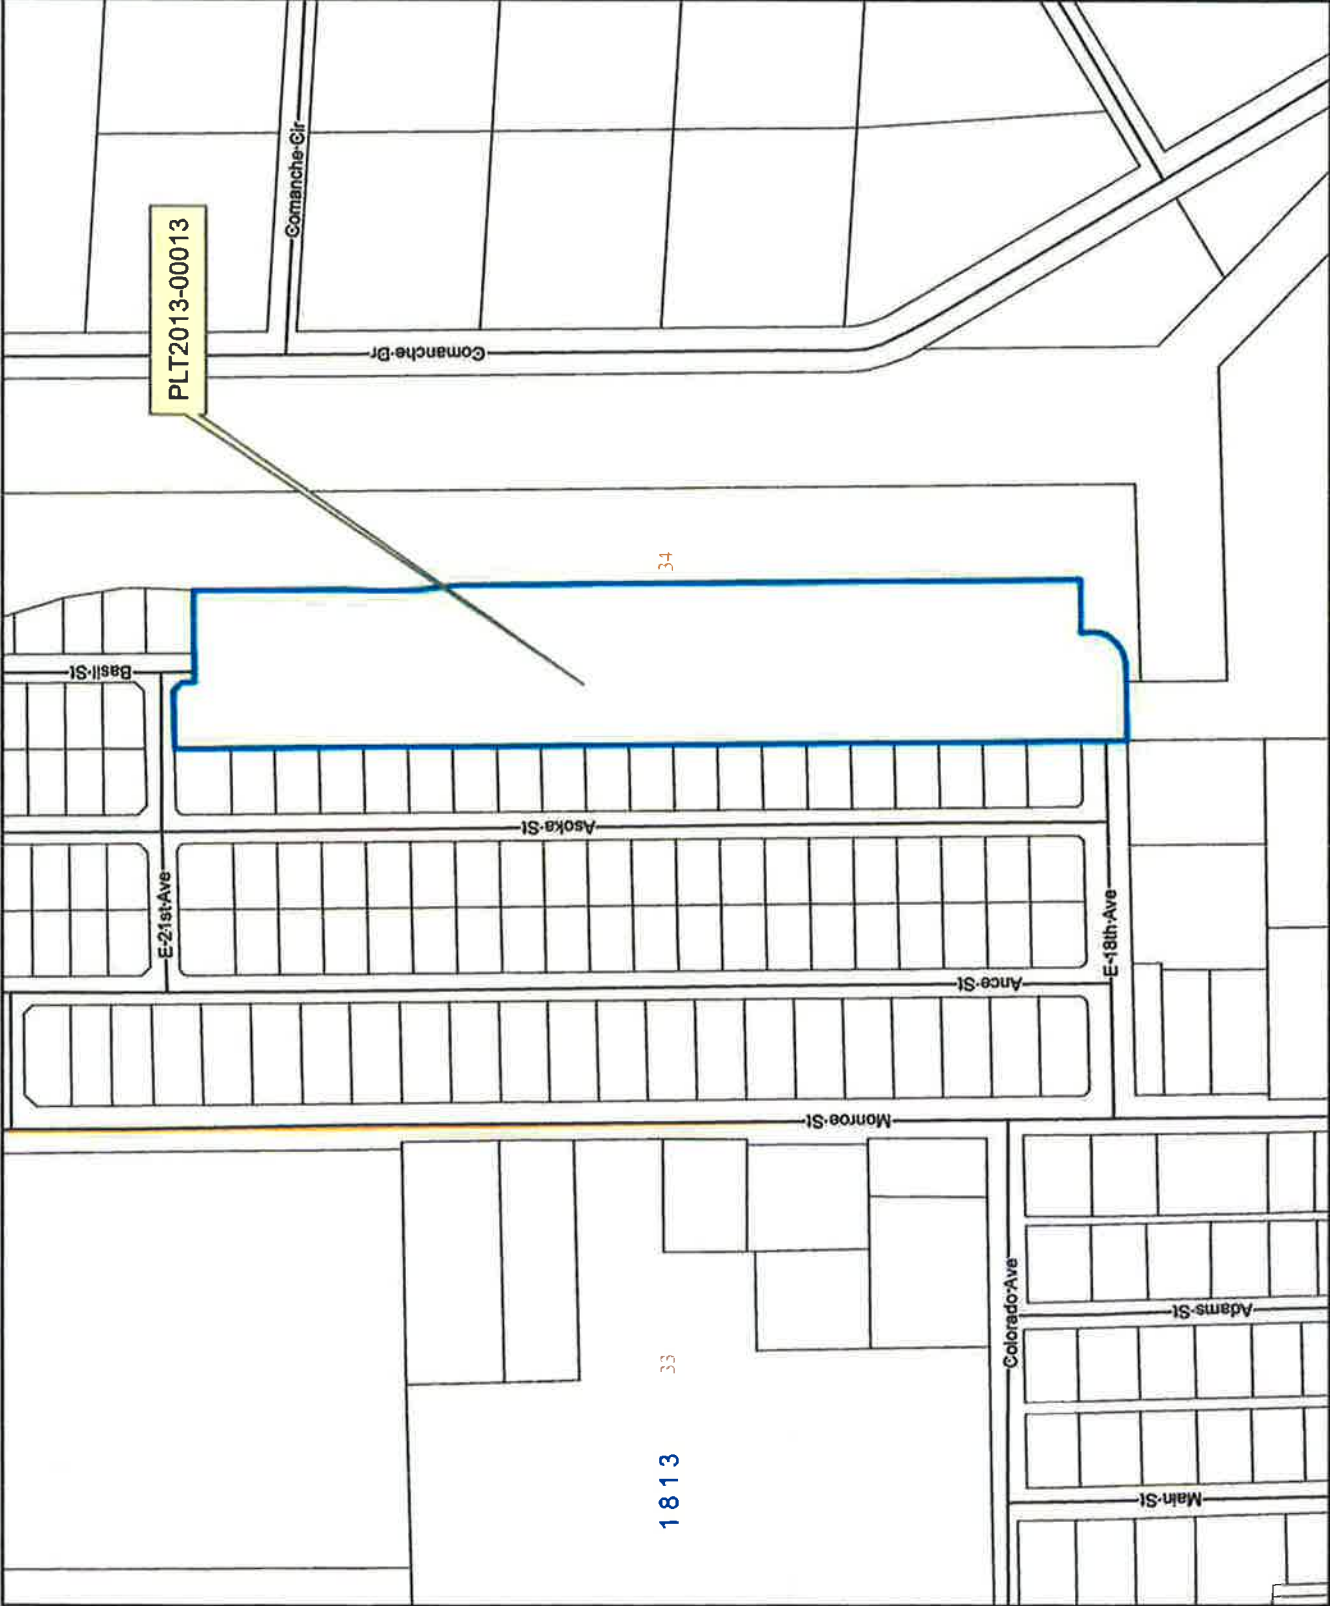 Comanche Cir
PLT2013-00013
Comanche Dr
34
Basil St
Asoka St
E 21st Ave
E 18th Ave
Ance St
Monroe St
Colorado Ave
Adams St
33
1813
Main St